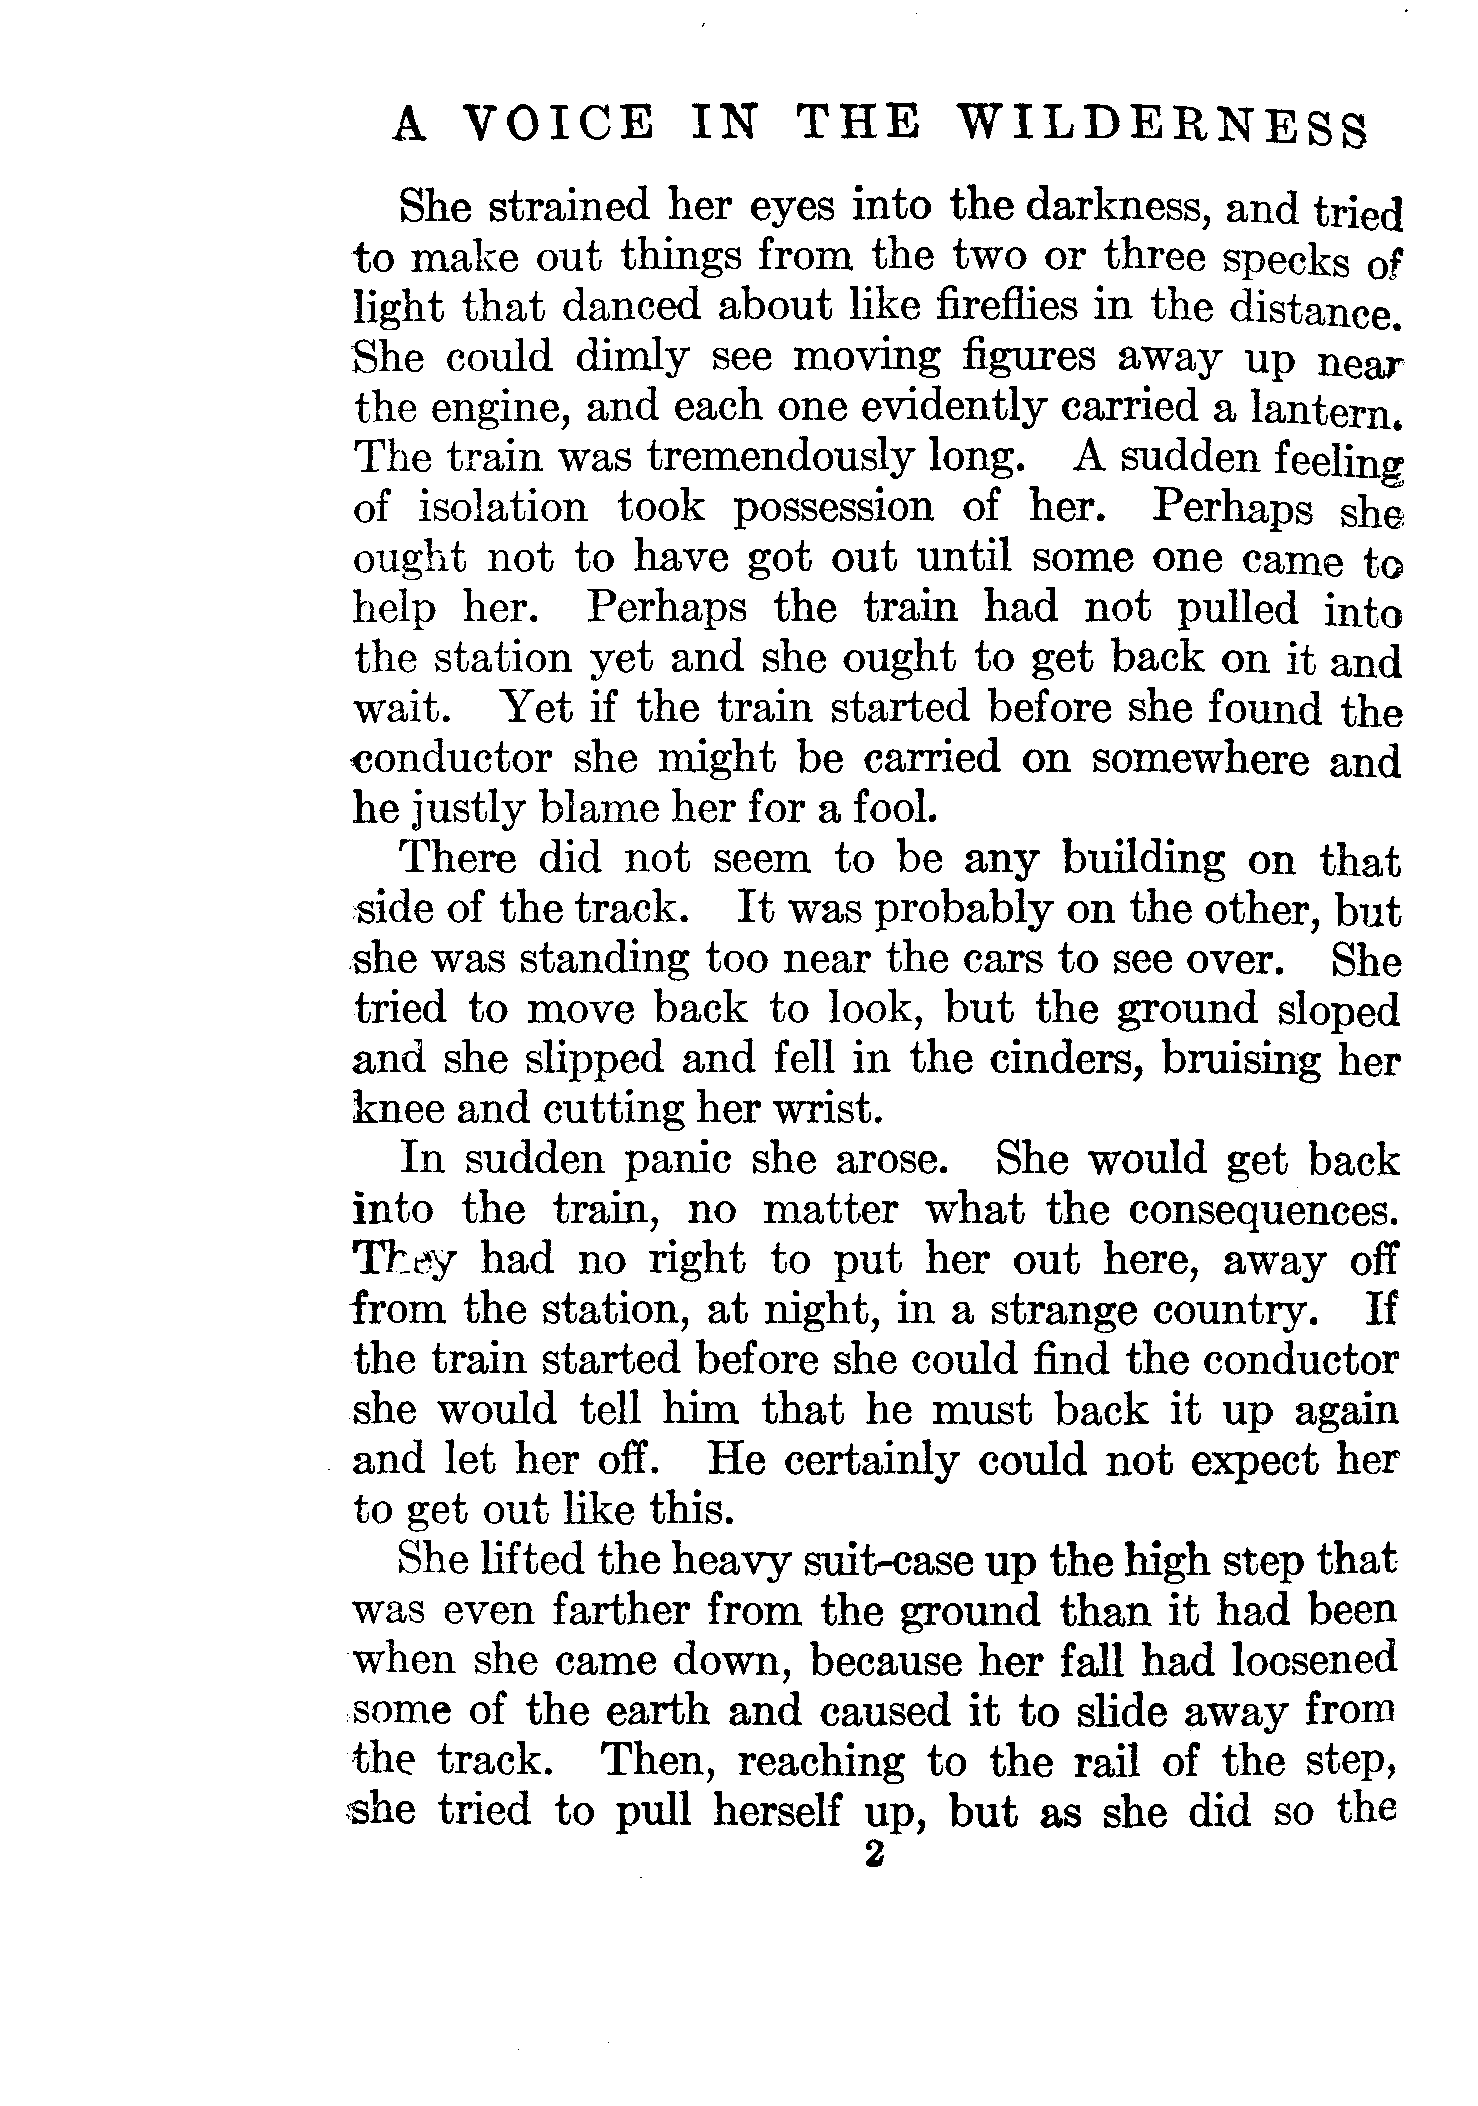 A VOICE IN THE WILDERNESS
She strained her eyes into the darkness, and tried
to make out things from the two or three specks of
light that danced about like fireflies in the distance.
She could dimly see moving figures away up near
the engine, and each one evidently carried a lantern.
The train was tremendously long. A sudden feeling
of isolation took possession of her. Perhaps she
ought not to have got out until some one came to
help her. Perhaps the train had not pulled into
the station yet and she ought to get back on it and
wait. Yet if the train started before she found the
conductor she might be carried on somewhere and
he justly blame her for a fool.
There did not seem to be any building on that
side of the track. It was probably on the other, but
she was standing too near the cars to see over. She
tried to move back to look, but the ground sloped
and she slipped and fell in the cinders, bruising her
knee and cutting her wrist.
In sudden panic she arose. She would get back
into the train, no matter what the consequences.
They had no right to put her out here, away off
from the station, at night, in a strange country. If
the train started before she could find the conductor
she would tell him that he must back it up again
and let her off. He certainly could not expect her
to get out like this.
She lifted the heavy suit-case up the high step that
was even farther from the ground than it had been
when she came down, because her fall had loosened
some of the earth and caused it to slide away from
the track. Then, reaching to the rail of the step,
she tried to pull herself up, but as she did so the
2